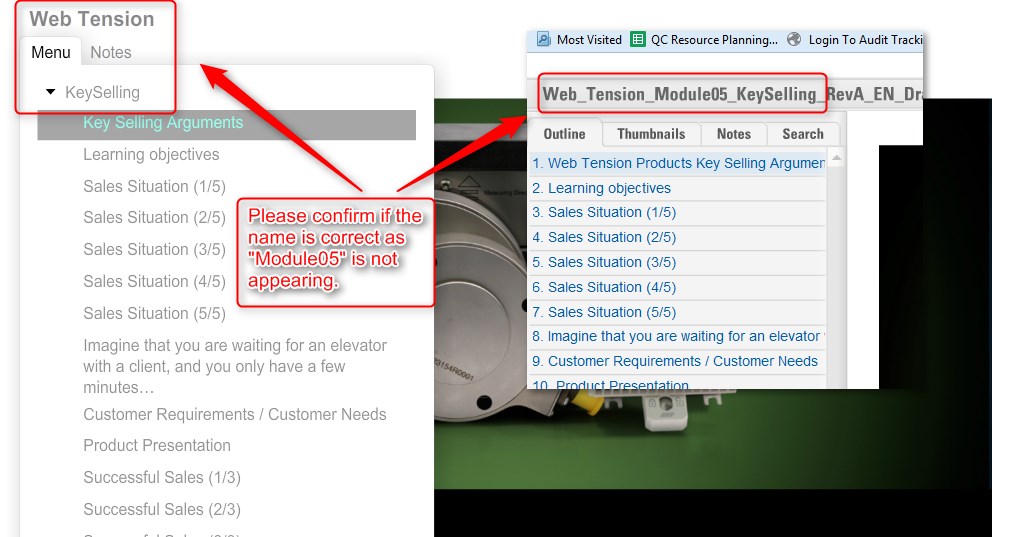 Web Tension
Menu Notes
KeySelling
Key Selling Arguments
Learning objectives
Sales Situation (1/5)
Sales Situation (2/5)
Sales Situation (3/5)
Sales Situation (4/5)
Sales Situation (5/5)
Imagine that you are waiting for an elevator
with a client, and you only have a few
minutes…
Customer Requirements / Customer Needs
Product Presentation
Successful Sales (1/3)
Successful Sales (2/3)
Please confirm if the
name is correct as
"Module05" is not
appearing.
Most Visited QC Resource Planning... Login To Audit Tracki
Web_Tension_Module05_KeySelling_RevA_EN_Dra
Outline Thumbnails Notes Search
1. Web Tension Products Key Selling Argumen
2. Learning objectives
3. Sales Situation (1/5)
4. Sales Situation (2/5)
5. Sales Situation (3/5)
6. Sales Situation (4/5)
7. Sales Situation (5/5)
8. Imagine that you are waiting for an elevator
9. Customer Requirements / Customer Needs
10. Product Presentation